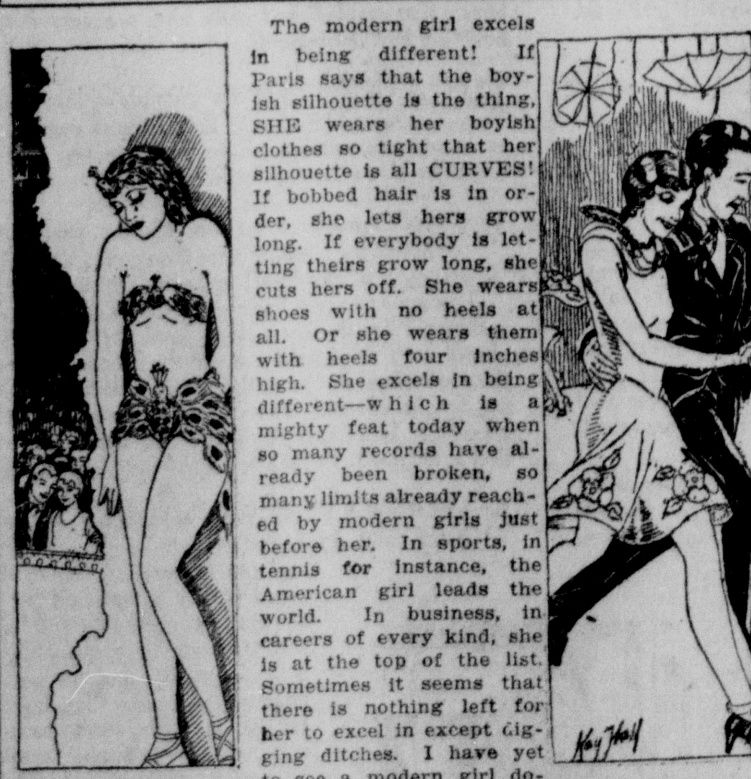 The modern girl excels
in being different! If
Paris says that the boy-
ish silhouette is the thing,
SHE wears her boyish
clothes so tight that her
silhouette is all CURVES!
If bobbed hair is in or-
der, she lets hers grow
long. If everybody is let-
ting theirs grow long, she
cuts hers off. She wears
shoes with no heels at
all. Or she wears them
with heels four inches
high. She excels in being
different—which is a
mighty feat today when
so many records have al-
ready been broken, so
many limits already reach-
ed by modern girls just
before her. In sports, in
tennis for instance, the
American girl leads the
world. In business, in
careers of every kind, she
is at the top of the list.
Sometimes it seems that
there is nothing left for
her to excel in except dig-
ging ditches. I have yet
to see a modern girl do-
Kay